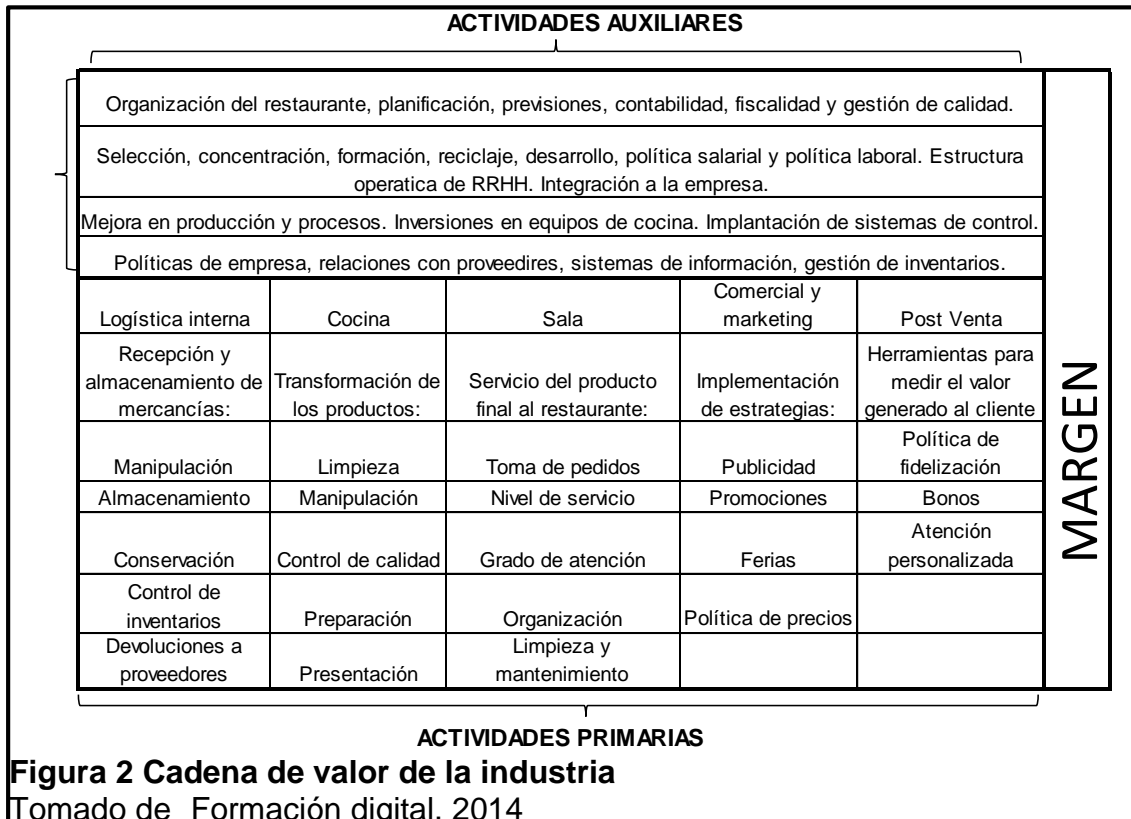 ACTIVIDADES AUXILIARES
Organización del restaurante, planificación, previsiones, contabilidad, fiscalidad y gestión de calidad.
Selección, concentración, formación, reciclaje, desarrollo, política salarial y política laboral. Estructura
operatica de RRHH. Integración a la empresa.
Mejora en producción y procesos. Inversiones en equipos de cocina. Implantación de sistemas de control.
Políticas de empresa, relaciones con proveedires, sistemas de información, gestión de inventarios.
Logística interna
Cocina
Sala
Comercial y
marketing
Post Venta
Recepción y
almacenamiento de
mercancías:
Transformación de
los productos:
Servicio del producto
final al restaurante:
Implementación
de estrategias:
Herramientas para
medir el valor
generado al cliente
Manipulación
Limpieza
Toma de pedidos
Publicidad
Política de
fidelización
Almacenamiento
Manipulación
Nivel de servicio
Promociones
Bonos
Conservación
Control de calidad
Grado de atención
Ferias
Atención
personalizada
Control de
inventarios
Preparación
Organización
Política de precios
Devoluciones a
proveedores
Presentación
Limpieza y
mantenimiento
MARGEN
ACTIVIDADES PRIMARIAS
Figura 2 Cadena de valor de la industria
Tomado de Formación digital, 2014